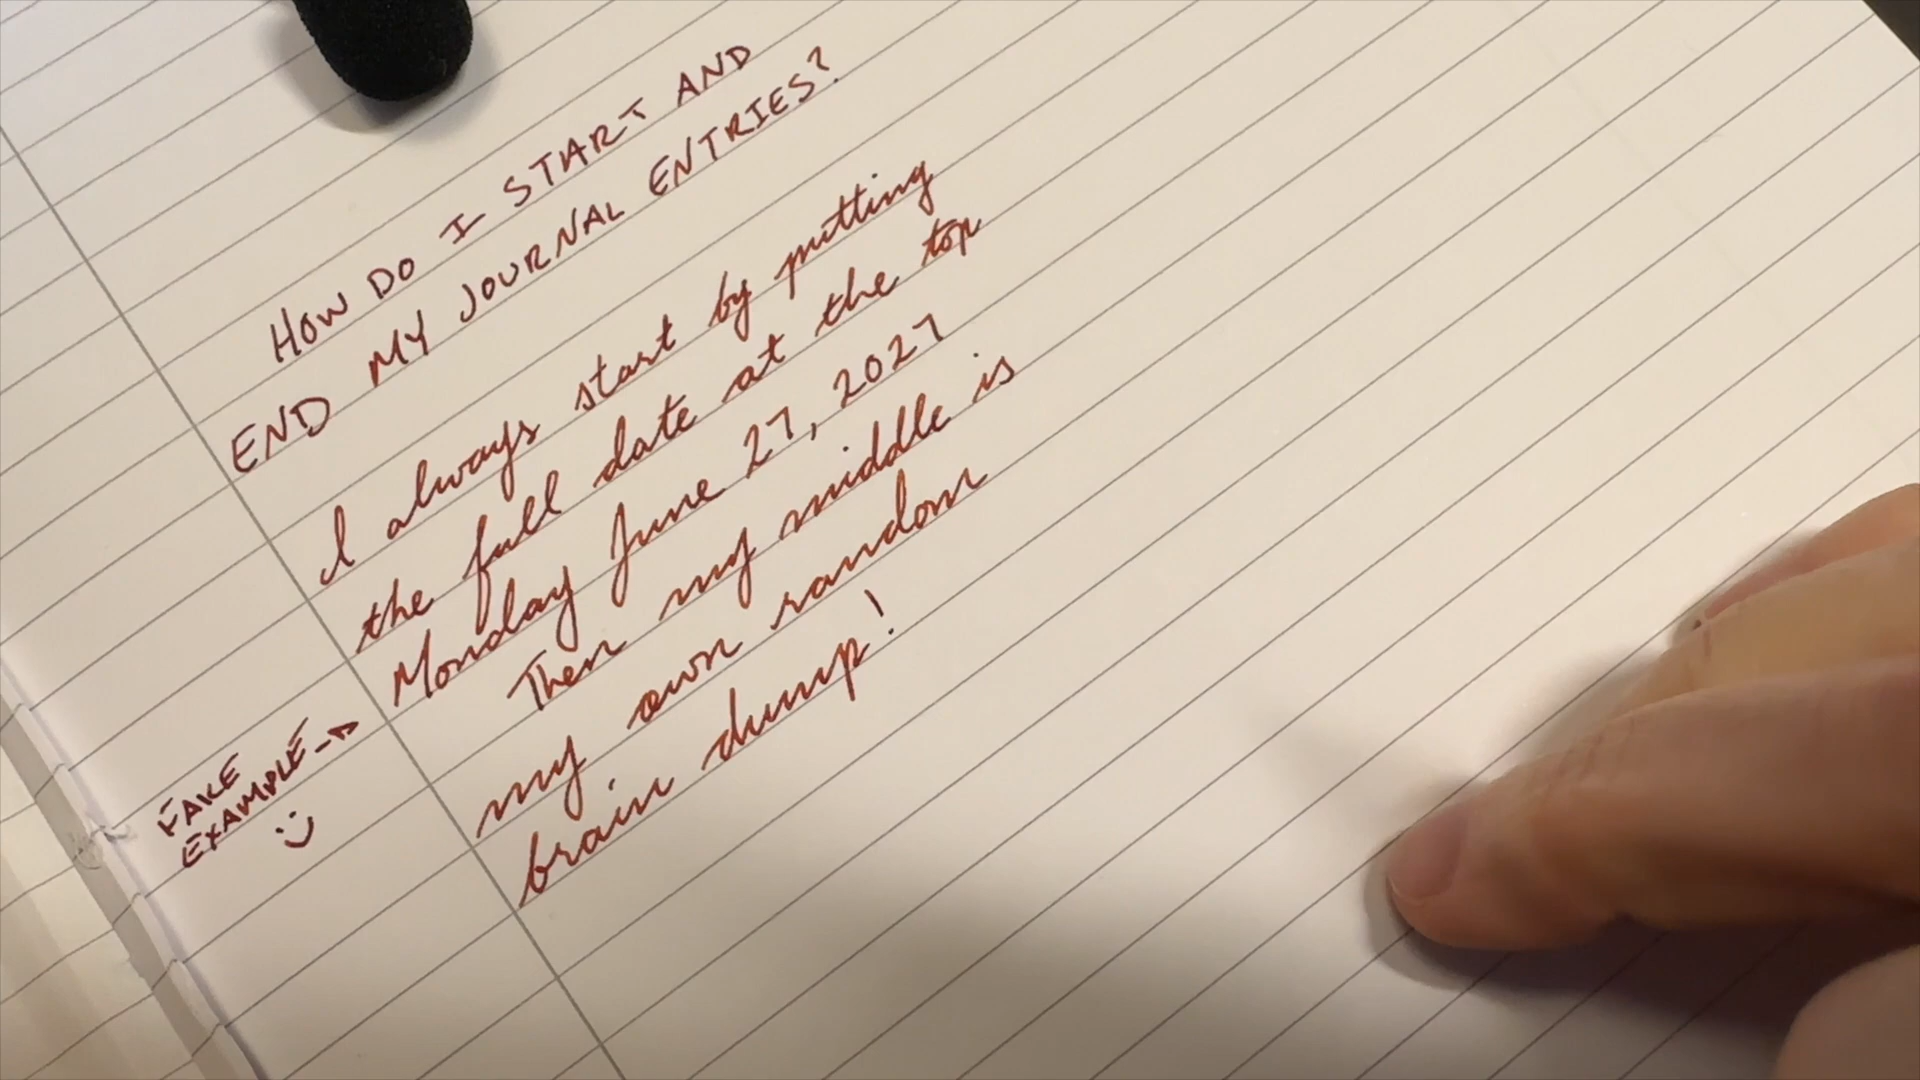 HOW DO I START AND
END MY JOURNAL ENTRIES?
I always start by putting
the full date at the top
Monday June 27, 2027
Then my middle is
my own random
brain dump!
FAKE
EXAMPLE →
:)